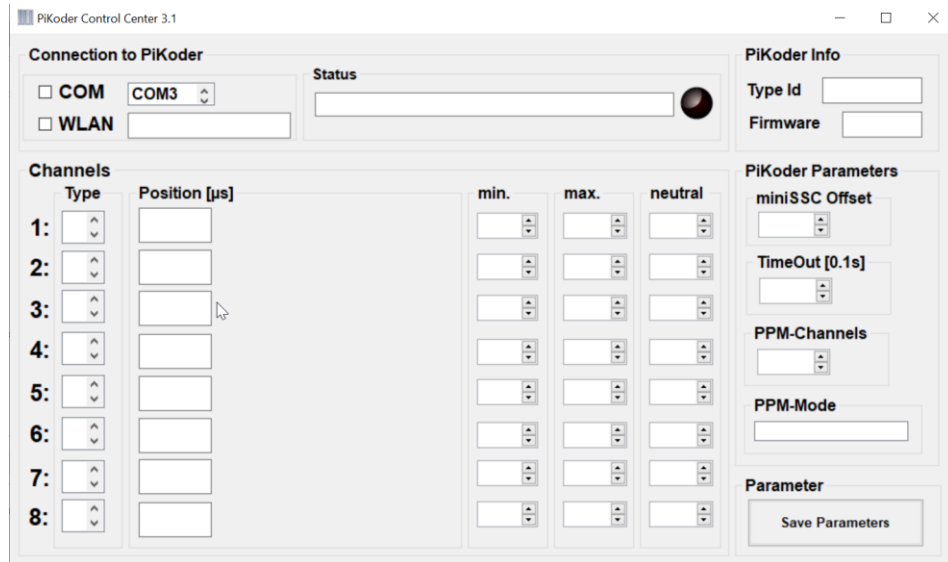 PiKoder Control Center 3.1
Connection to PiKoder
COM
COM3
WLAN
Status
PiKoder Info
Type Id
Firmware
Channels
Type
Position [µs]
min.
max.
neutral
1:
2:
3:
4:
5:
6:
7:
8:
PiKoder Parameters
miniSSC Offset
TimeOut [0.1s]
PPM-Channels
PPM-Mode
Parameter
Save Parameters